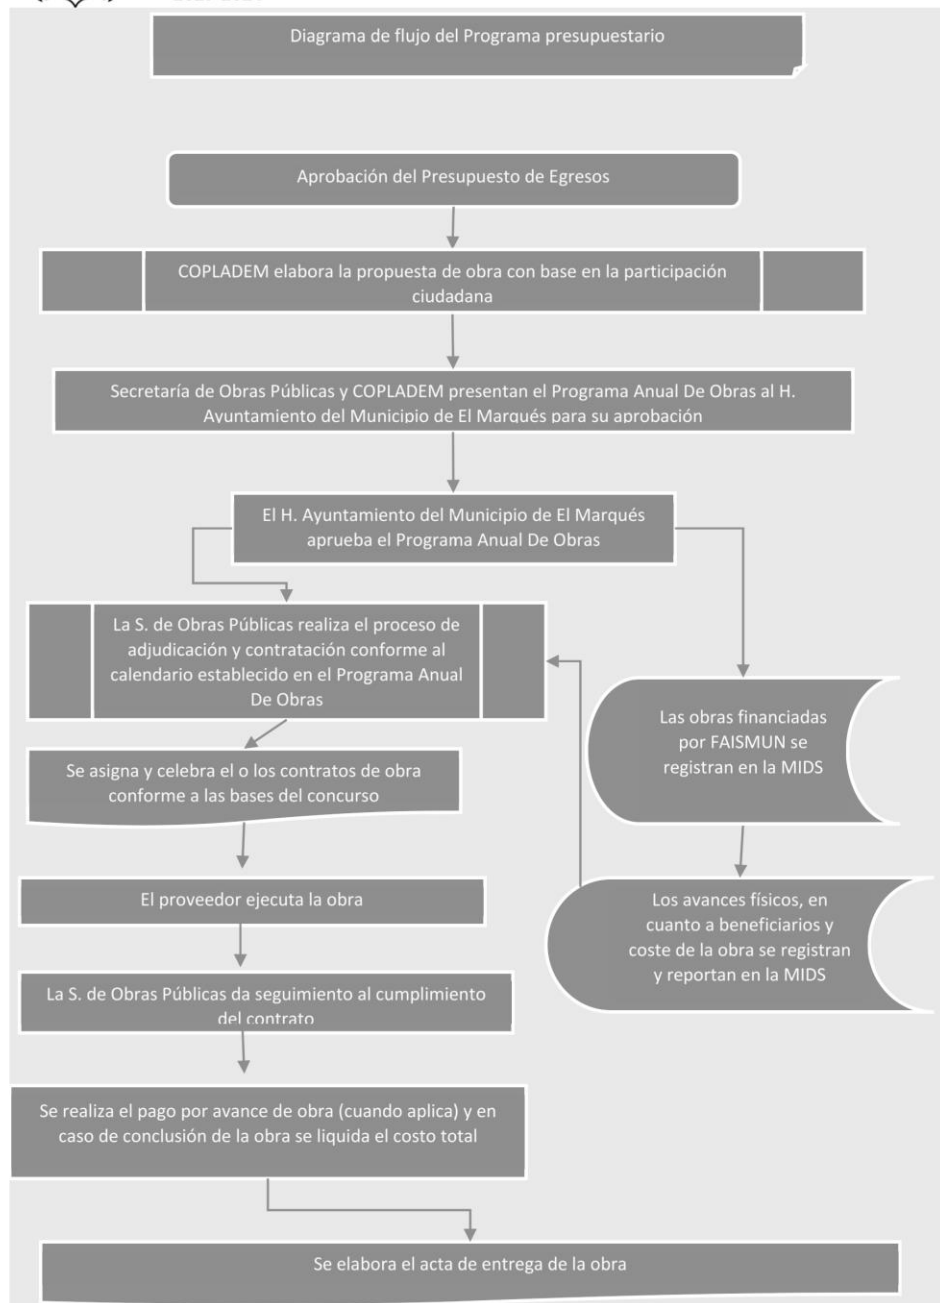 Diagrama de flujo del Programa presupuestario
Aprobación del Presupuesto de Egresos
COPLADEM elabora la propuesta de obra con base en la participación
ciudadana
Secretaría de Obras Públicas y COPLADEM presentan el Programa Anual De Obras al H.
Ayuntamiento del Municipio de El Marqués para su aprobación
El H. Ayuntamiento del Municipio de El Marqués
aprueba el Programa Anual De Obras
La S. de Obras Públicas realiza el proceso de
adjudicación y contratación conforme al
calendario establecido en el Programa Anual
De Obras
Las obras financiadas
por FAISMUN se
registran en la MIDS
Se asigna y celebra el o los contratos de obra
conforme a las bases del concurso
El proveedor ejecuta la obra
Los avances físicos, en
cuanto a beneficiarios y
coste de la obra se registran
y reportan en la MIDS
La S. de Obras Públicas da seguimiento al cumplimiento
del contrato
Se realiza el pago por avance de obra (cuando aplica) y en
caso de conclusión de la obra se liquida el costo total
Se elabora el acta de entrega de la obra